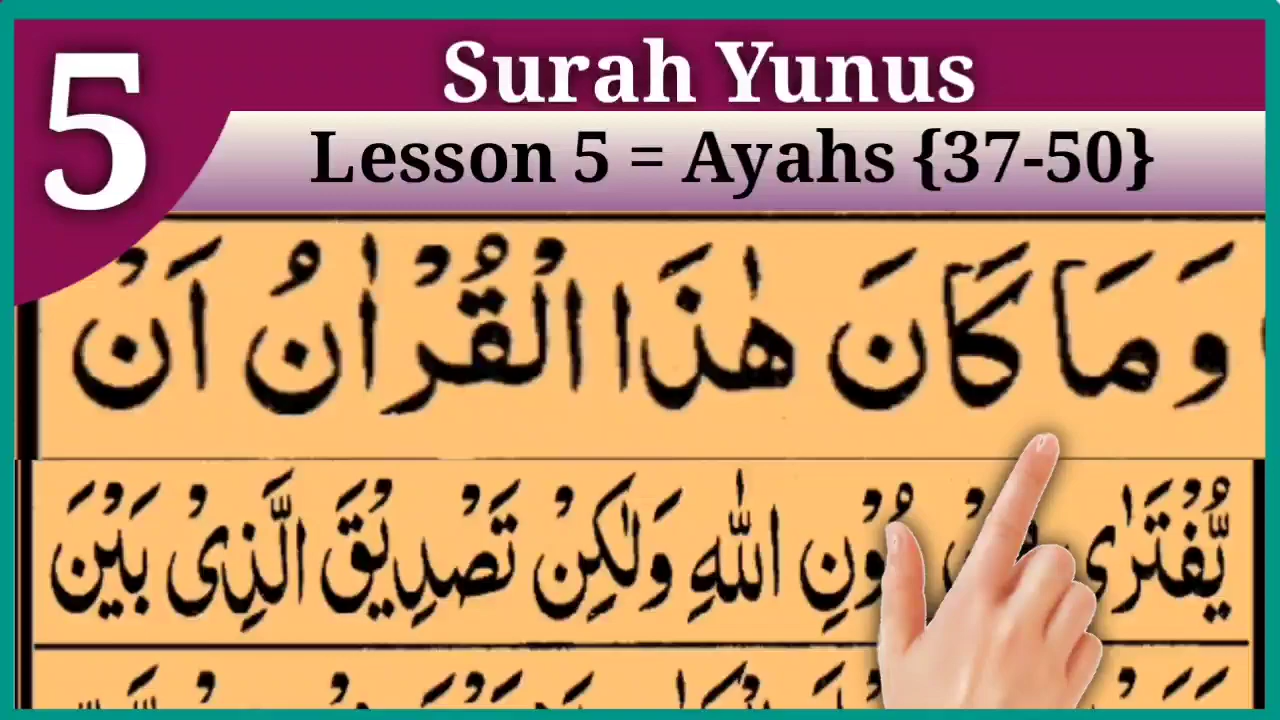 5
Surah Yunus
Lesson 5 = Ayahs {37-50}
وَمَا كَانَ هٰذَا الْقُرْاٰنُ اَنْ
يُّفْتَرٰى دُوْنِ اللّٰهِ وَلٰكِنْ تَصْدِيْقَ الَّذِىْ بَيْنَ